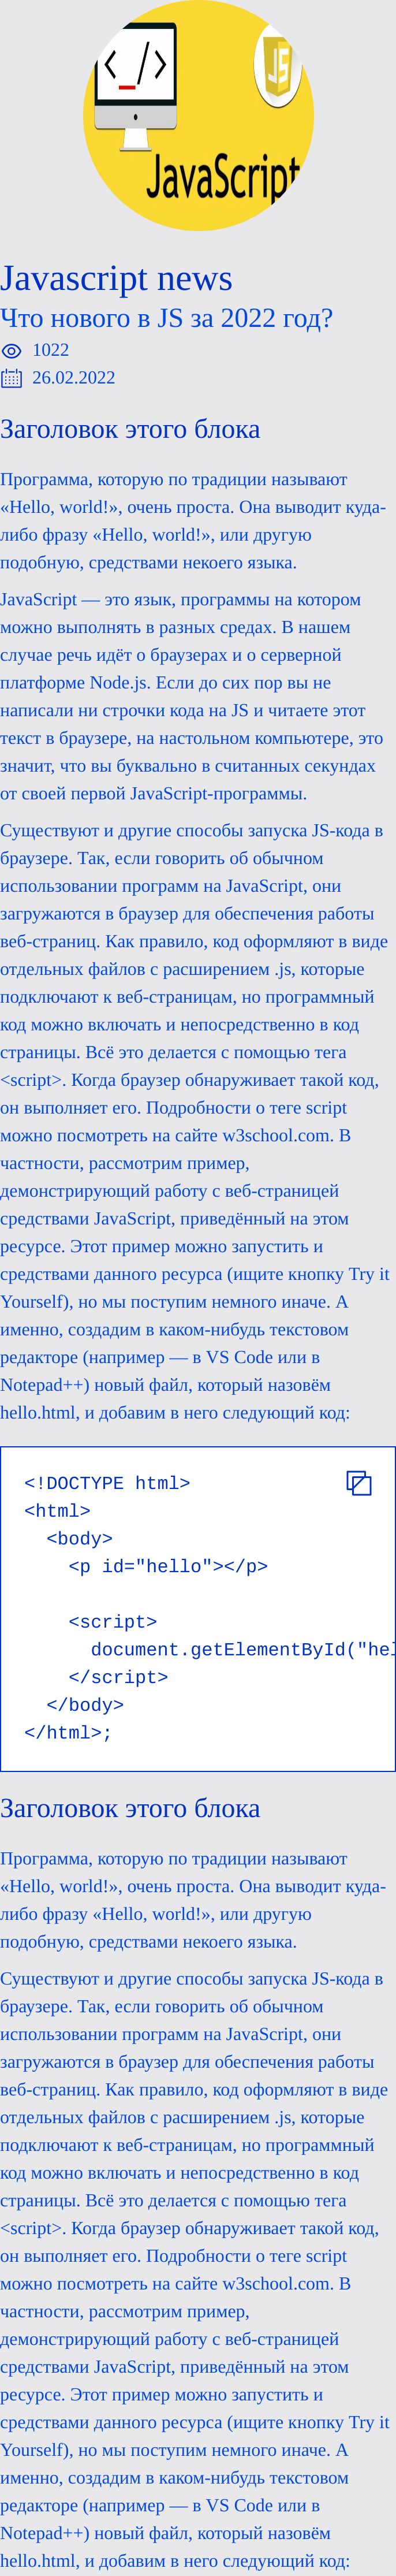 </>
JS
JavaScript
Javascript news
Что нового в JS за 2022 год?
1022
26.02.2022
Заголовок этого блока
Программа, которую по традиции называют
«Hello, world!», очень проста. Она выводит куда-
либо фразу «Hello, world!», или другую
подобную, средствами некоего языка.
JavaScript — это язык, программы на котором
можно выполнять в разных средах. В нашем
случае речь идёт о браузерах и о серверной
платформе Node.js. Если до сих пор вы не
написали ни строчки кода на JS и читаете этот
текст в браузере, на настольном компьютере, это
значит, что вы буквально в считанных секундах
от своей первой JavaScript-программы.
Существуют и другие способы запуска JS-кода в
браузере. Так, если говорить об обычном
использовании программ на JavaScript, они
загружаются в браузер для обеспечения работы
веб-страниц. Как правило, код оформляют в виде
отдельных файлов с расширением .js, которые
подключают к веб-страницам, но программный
код можно включать и непосредственно в код
страницы. Всё это делается с помощью тега
<script>. Когда браузер обнаруживает такой код,
он выполняет его. Подробности о теге script
можно посмотреть на сайте w3school.com. В
частности, рассмотрим пример,
демонстрирующий работу с веб-страницей
средствами JavaScript, приведённый на этом
ресурсе. Этот пример можно запустить и
средствами данного ресурса (ищите кнопку Try it
Yourself), но мы поступим немного иначе. А
именно, создадим в каком-нибудь текстовом
редакторе (например — в VS Code или в
Notepad++) новый файл, который назовём
hello.html, и добавим в него следующий код:
<!DOCTYPE html>
<html>
  <body>
    <p id="hello"></p>

    <script>
      document.getElementById("hel
    </script>
  </body>
</html>;
Заголовок этого блока
Программа, которую по традиции называют
«Hello, world!», очень проста. Она выводит куда-
либо фразу «Hello, world!», или другую
подобную, средствами некоего языка.
Существуют и другие способы запуска JS-кода в
браузере. Так, если говорить об обычном
использовании программ на JavaScript, они
загружаются в браузер для обеспечения работы
веб-страниц. Как правило, код оформляют в виде
отдельных файлов с расширением .js, которые
подключают к веб-страницам, но программный
код можно включать и непосредственно в код
страницы. Всё это делается с помощью тега
<script>. Когда браузер обнаруживает такой код,
он выполняет его. Подробности о теге script
можно посмотреть на сайте w3school.com. В
частности, рассмотрим пример,
демонстрирующий работу с веб-страницей
средствами JavaScript, приведённый на этом
ресурсе. Этот пример можно запустить и
средствами данного ресурса (ищите кнопку Try it
Yourself), но мы поступим немного иначе. А
именно, создадим в каком-нибудь текстовом
редакторе (например — в VS Code или в
Notepad++) новый файл, который назовём
hello.html, и добавим в него следующий код: